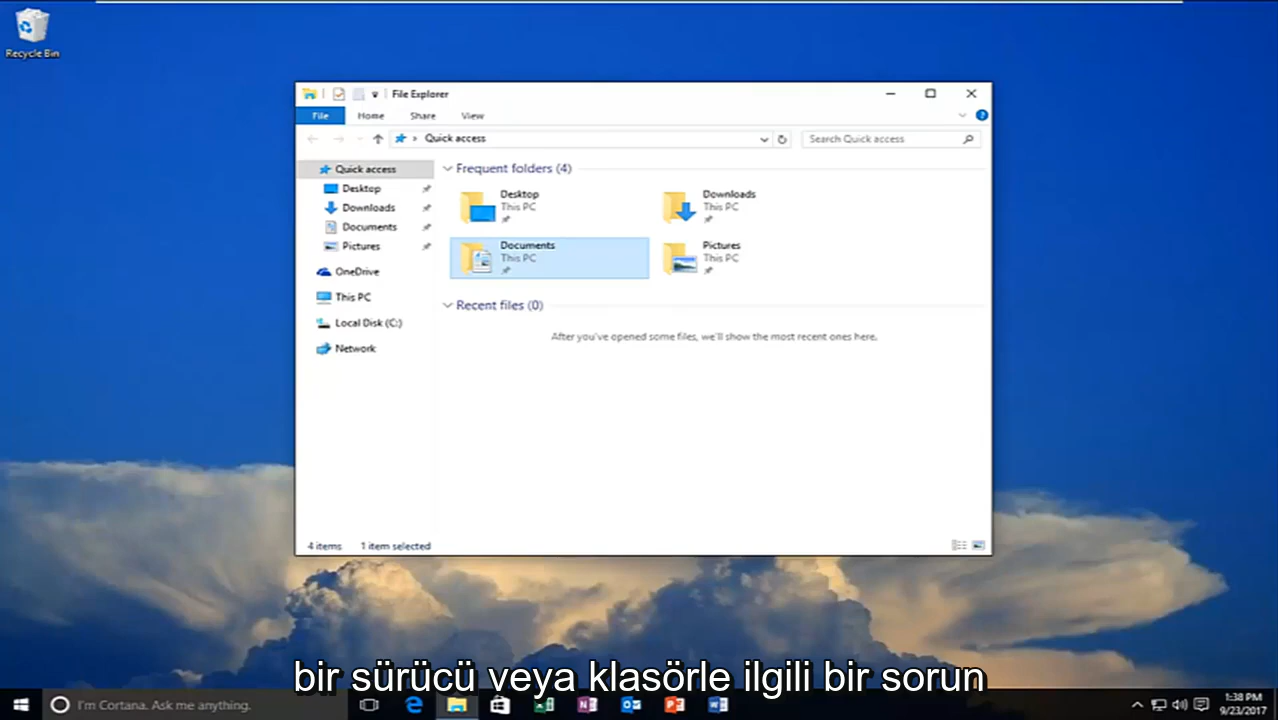 Recycle Bin
File Explorer
File Home Share View
Quick access
Search Quick access
Quick access
Desktop
Downloads
Documents
Pictures
OneDrive
This PC
Local Disk (C:)
Network
Frequent folders (4)
Desktop
This PC
Downloads
This PC
Documents
This PC
Pictures
This PC
Recent files (0)
After you've opened some files, we'll show the most recent ones here.
4 items 1 item selected
bir sürücü veya klasörle ilgili bir sorun
I'm Cortana. Ask me anything.
1:38 PM
9/23/2017